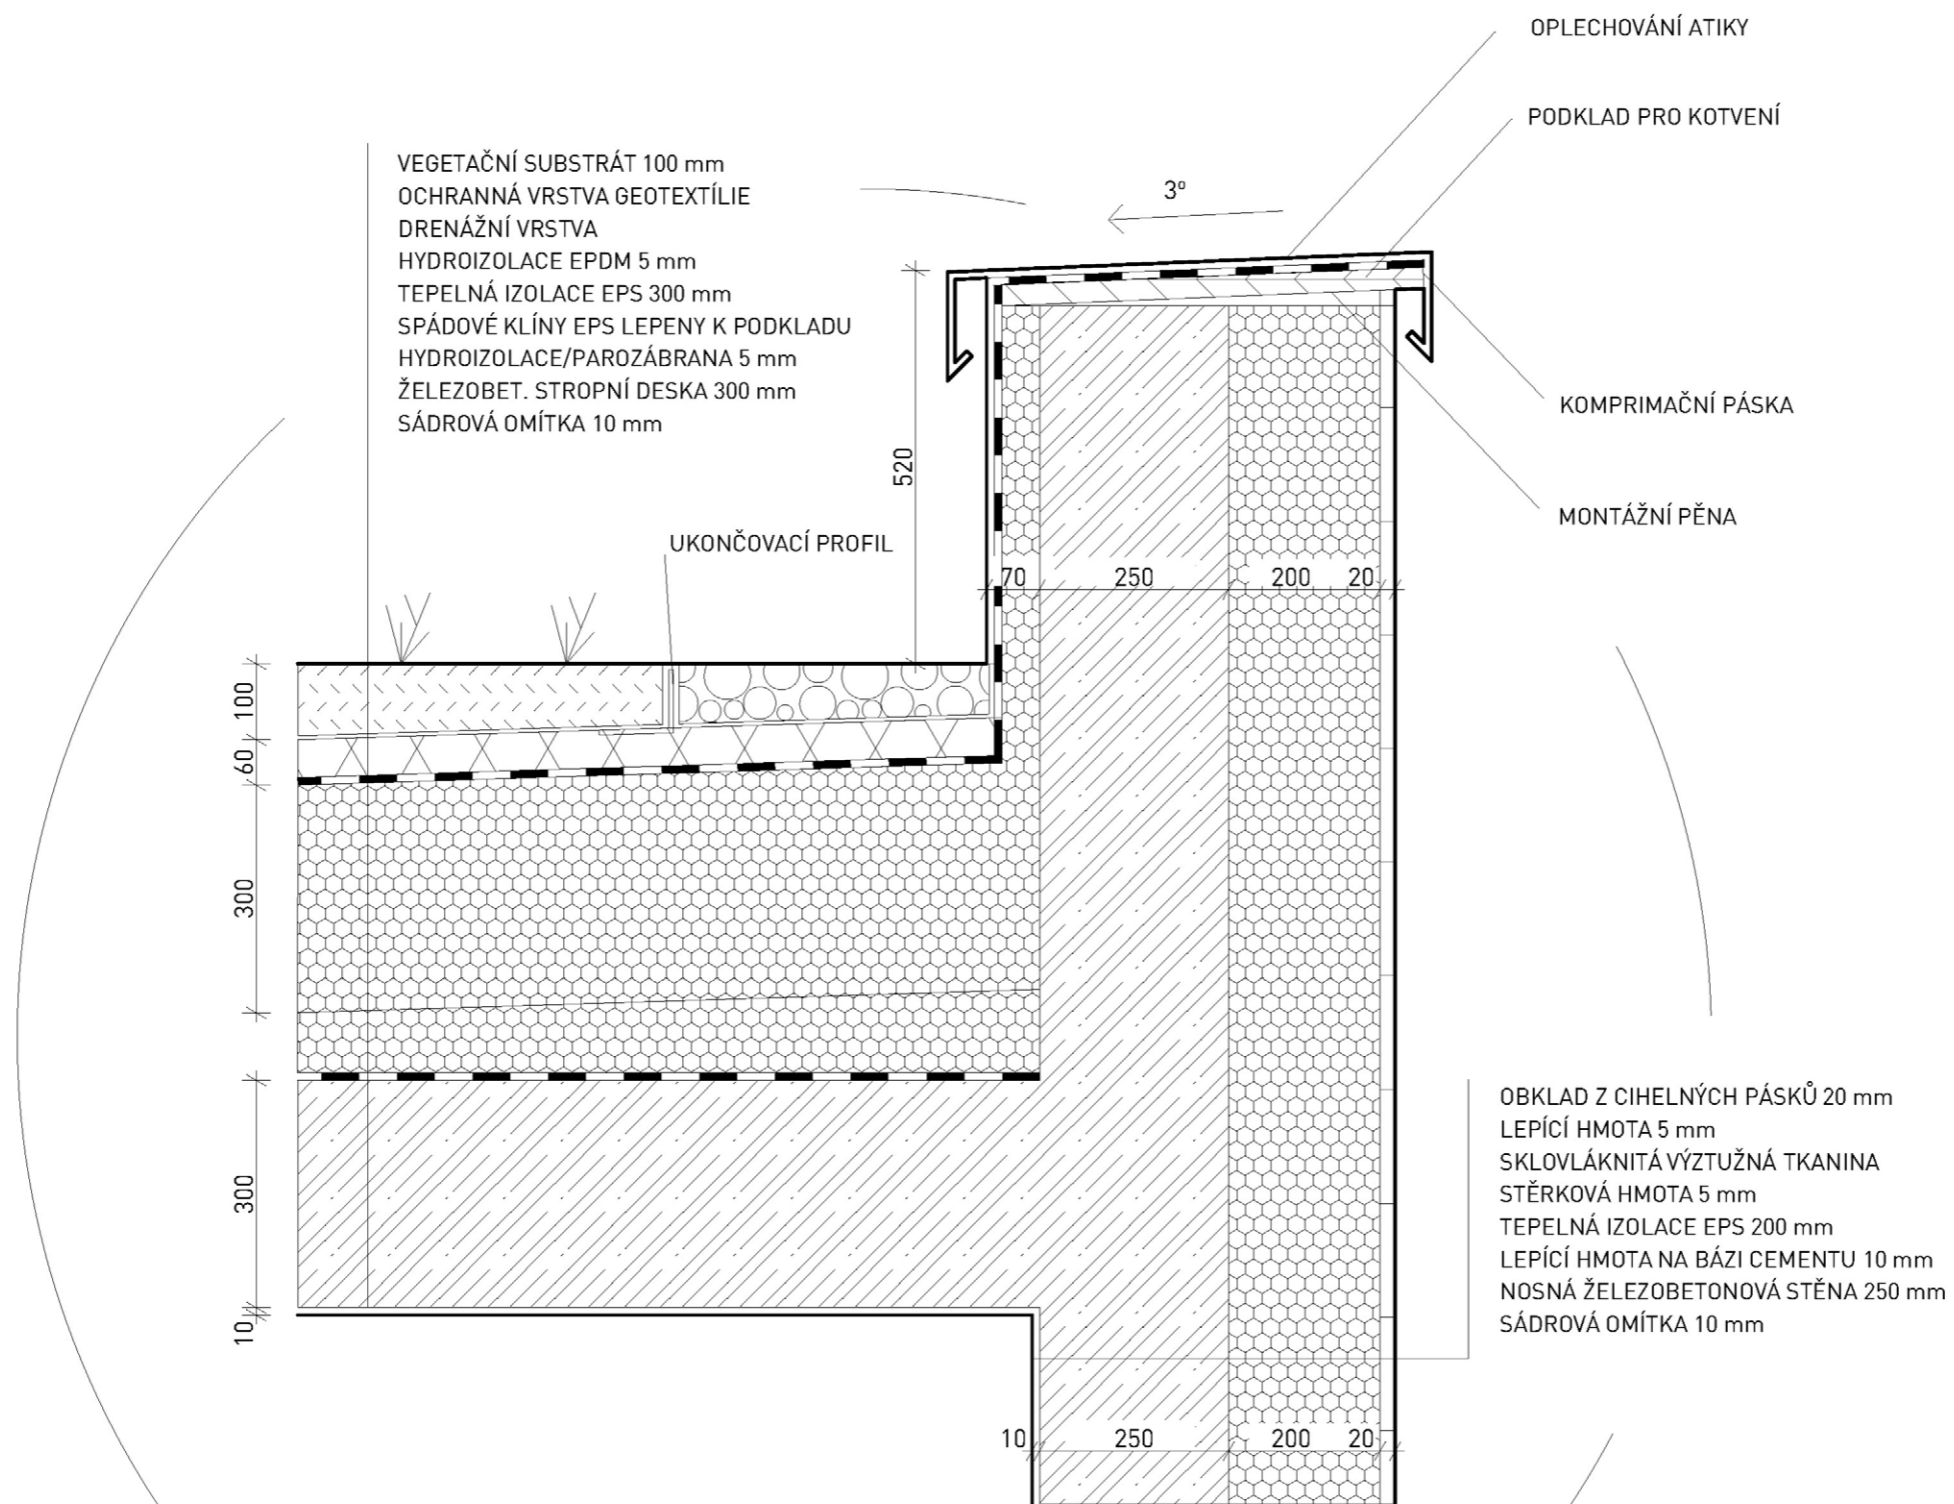 OPLECHOVÁNÍ ATIKY
PODKLAD PRO KOTVENÍ
VEGETAČNÍ SUBSTRÁT 100 mm
OCHRANNÁ VRSTVA GEOTEXTÍLIE
DRENÁŽNÍ VRSTVA
HYDROIZOLACE EPDM 5 mm
TEPELNÁ IZOLACE EPS 300 mm
SPÁDOVÉ KLÍNY EPS LEPENY K PODKLADU
HYDROIZOLACE/PAROZÁBRANA 5 mm
ŽELEZOBET. STROPNÍ DESKA 300 mm
SÁDROVÁ OMÍTKA 10 mm
3º
KOMPRIMAČNÍ PÁSKA
520
MONTÁŽNÍ PĚNA
UKONČOVACÍ PROFIL
70 250 200 20
100
60
300
300
10
OBKLAD Z CIHELNÝCH PÁSKŮ 20 mm
LEPÍCÍ HMOTA 5 mm
SKLOVLÁKNITÁ VÝZTUŽNÁ TKANINA
STĚRKOVÁ HMOTA 5 mm
TEPELNÁ IZOLACE EPS 200 mm
LEPÍCÍ HMOTA NA BÁZI CEMENTU 10 mm
NOSNÁ ŽELEZOBETONOVÁ STĚNA 250 mm
SÁDROVÁ OMÍTKA 10 mm
10 250 200 20